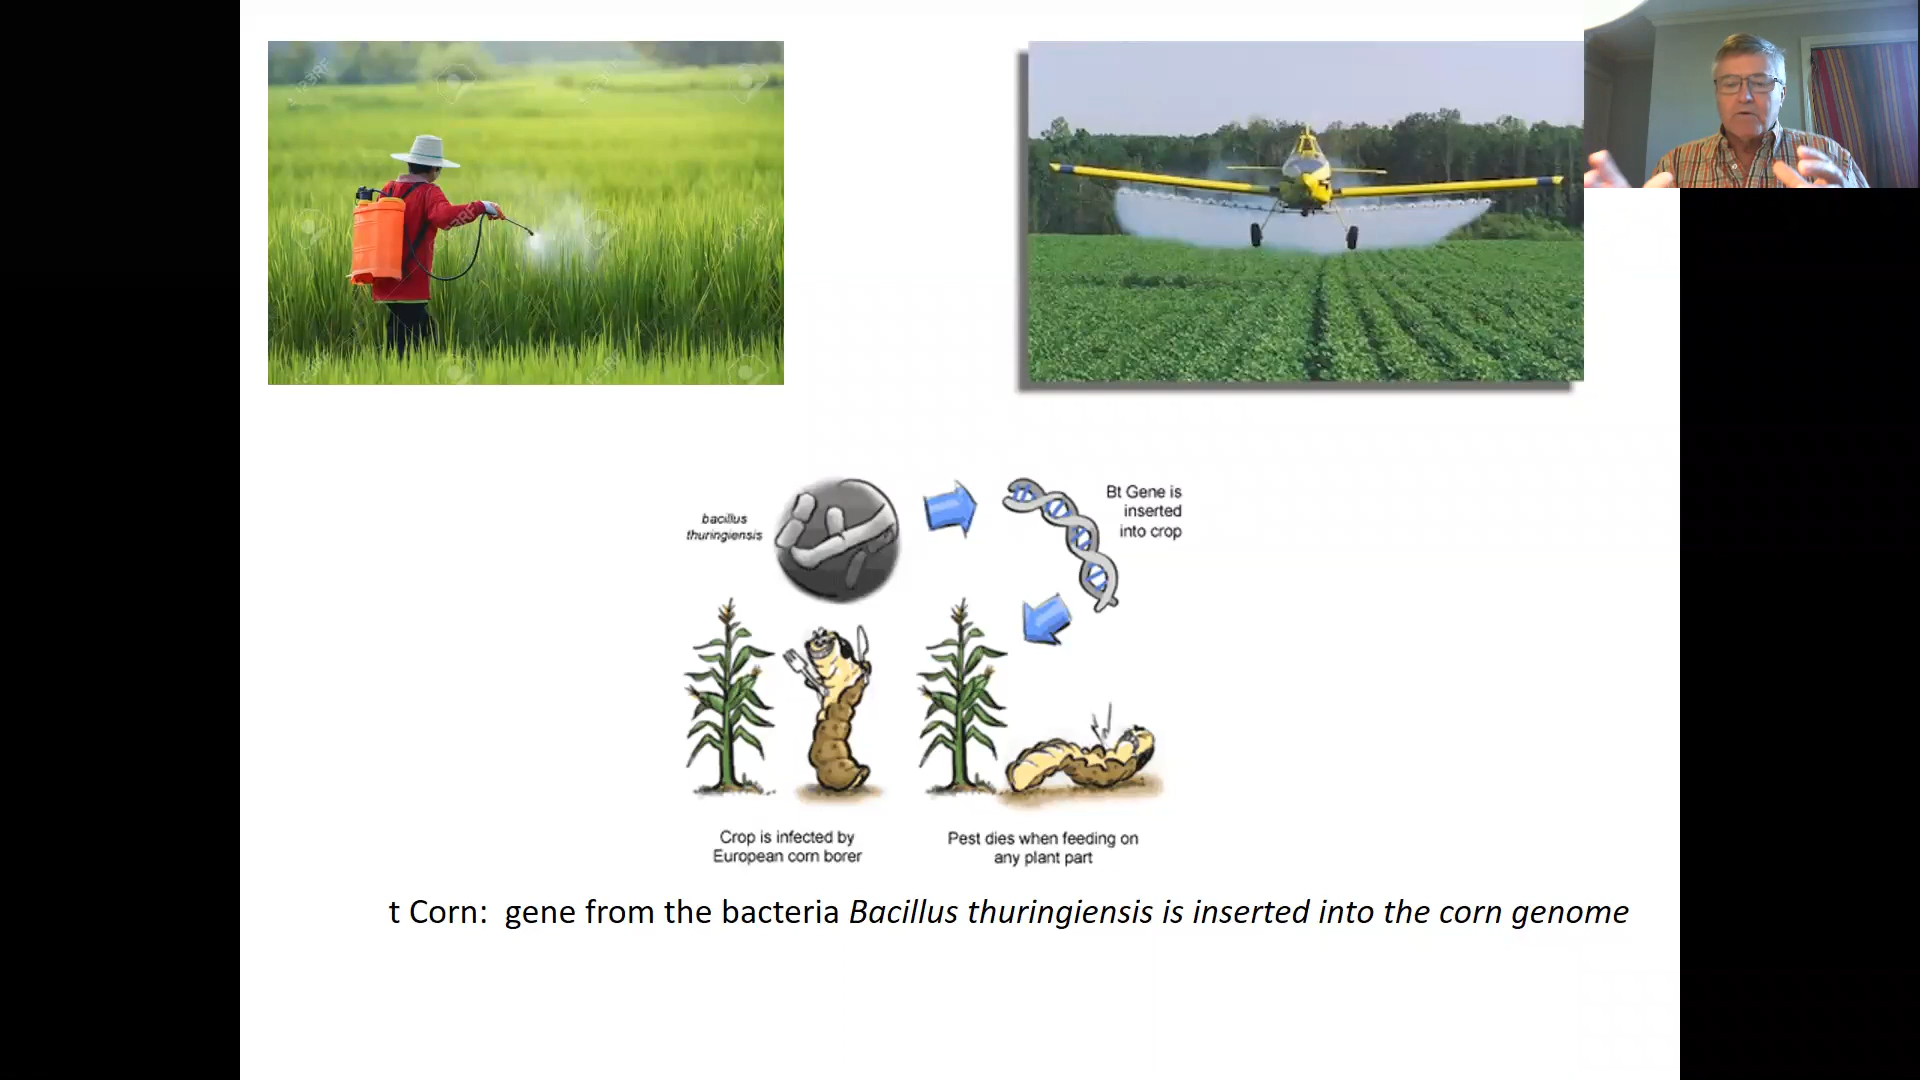 bacillus
thuringiensis
Bt Gene is
inserted
into crop
Crop is infected by
European corn borer
Pest dies when feeding on
any plant part
t Corn:  gene from the bacteria Bacillus thuringiensis is inserted into the corn genome